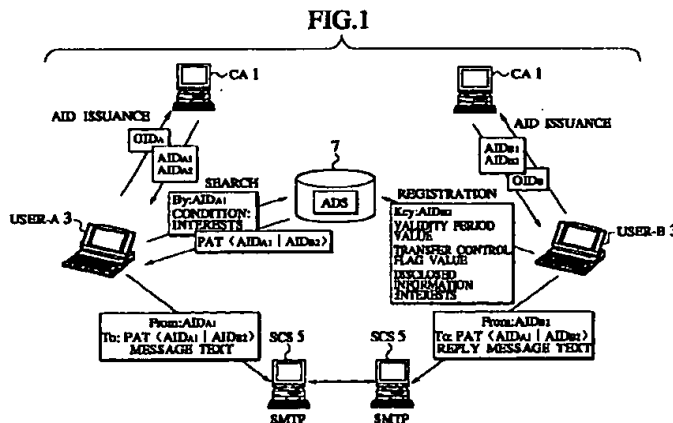 FIG.1
CA 1
CA 1
AID ISSUANCE
AID ISSUANCE
OIDA
AIDA1
AIDA2
7
AIDB1
AIDB2
OIDB
SEARCH
By:AIDA1
CONDITION:
INTERESTS
ADS
REGISTRATION
Key:AIDB2
VALIDITY PERIOD
VALUE
TRANSFER CONTROL
FLAG VALUE
DISCLOSED
INFORMATION
INTERESTS
USER-A 3
PAT <AIDA1 | AIDB2>
USER-B 3
From:AIDA1
To: PAT <AIDA1 | AIDB2>
MESSAGE TEXT
SCS 5
SCS 5
From:AIDB2
To: PAT <AIDA1 | AIDB2>
REPLY MESSAGE TEXT
SMTP
SMTP